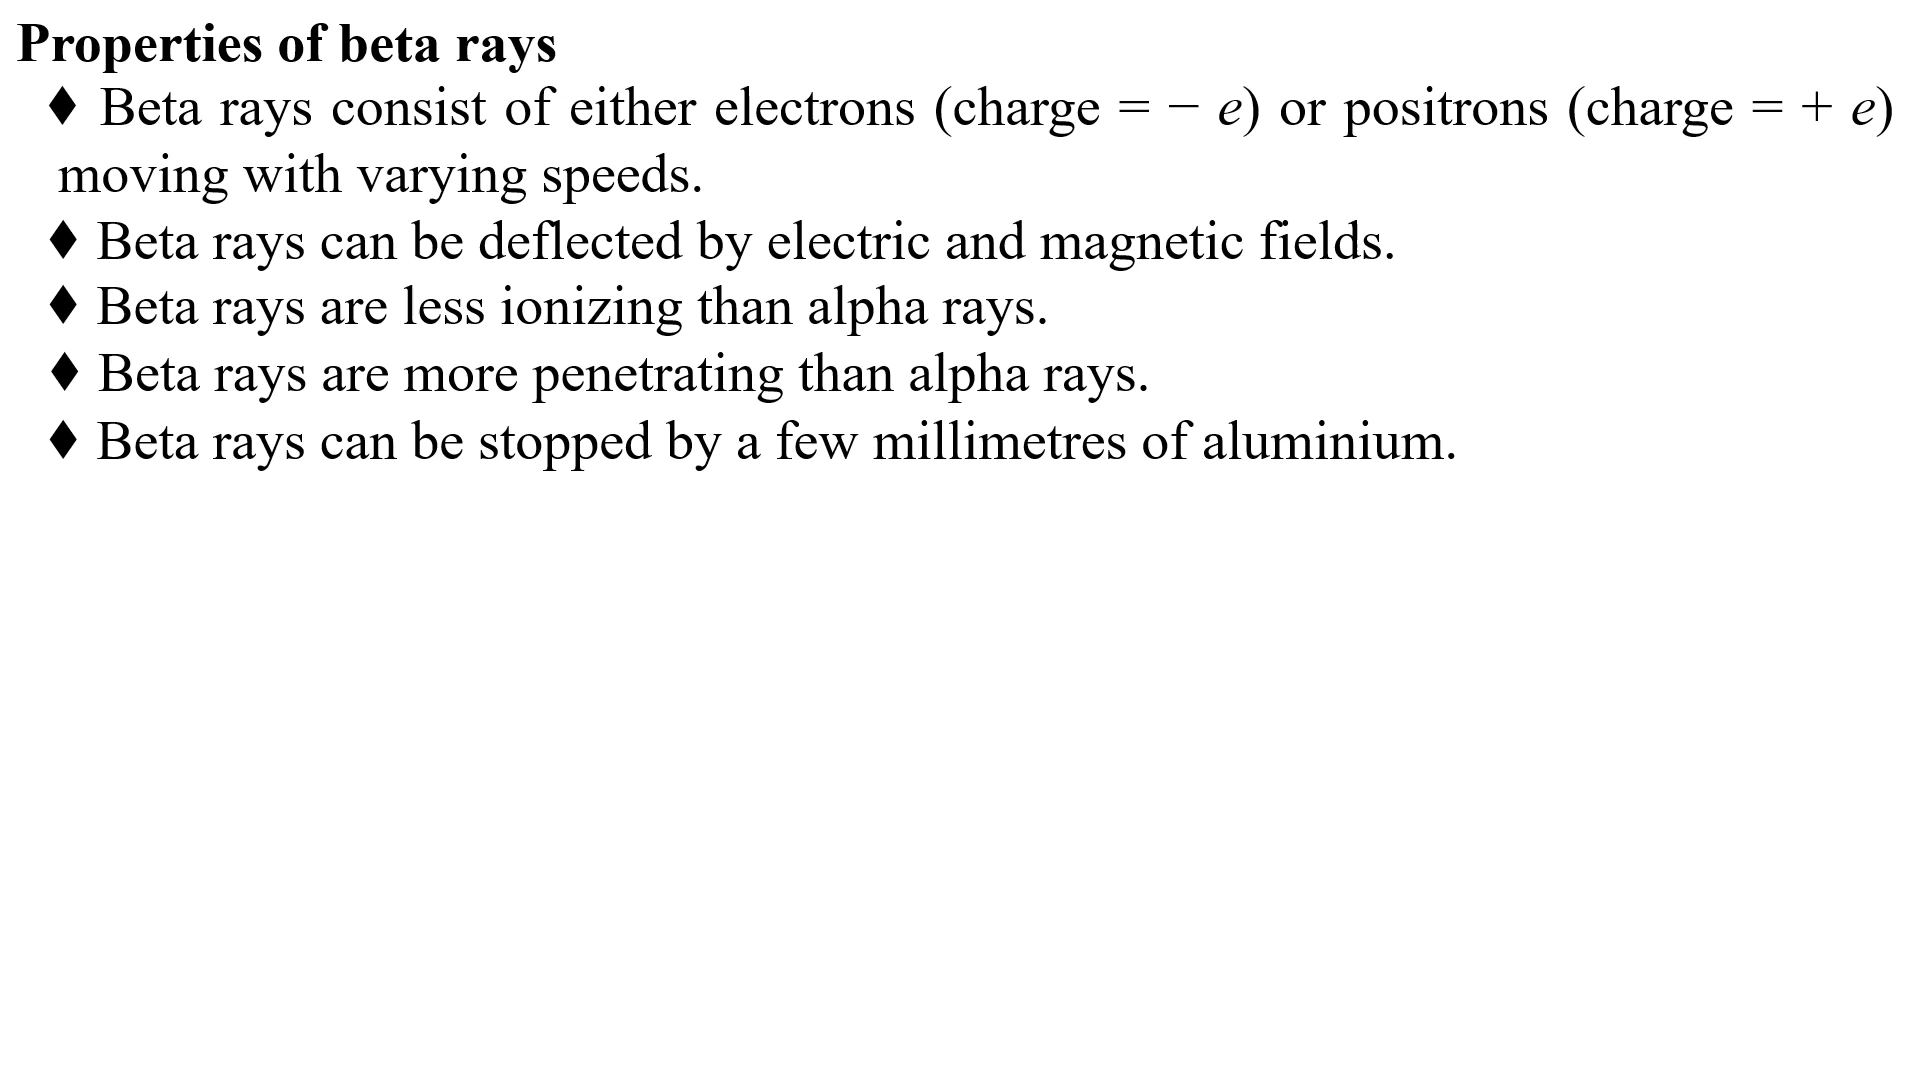 Properties of beta rays
♦ Beta rays consist of either electrons (charge = − e) or positrons (charge = + e)
moving with varying speeds.
♦ Beta rays can be deflected by electric and magnetic fields.
♦ Beta rays are less ionizing than alpha rays.
♦ Beta rays are more penetrating than alpha rays.
♦ Beta rays can be stopped by a few millimetres of aluminium.